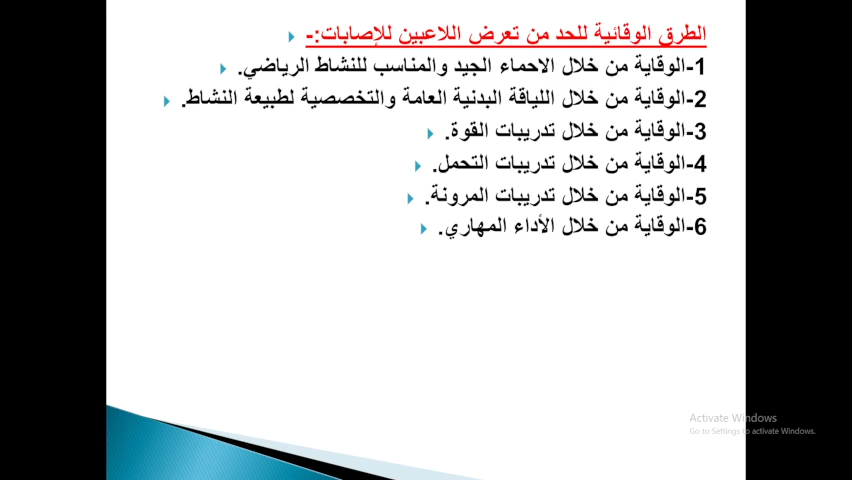 الطرق الوقائية للحد من تعرض اللاعبين للإصابات:-
1-الوقاية من خلال الاحماء الجيد والمناسب للنشاط الرياضي.
2-الوقاية من خلال اللياقة البدنية العامة والتخصصية لطبيعة النشاط.
3-الوقاية من خلال تدريبات القوة.
4-الوقاية من خلال تدريبات التحمل.
5-الوقاية من خلال تدريبات المرونة.
6-الوقاية من خلال الأداء المهاري.
Activate Windows
Go to Settings to activate Windows.